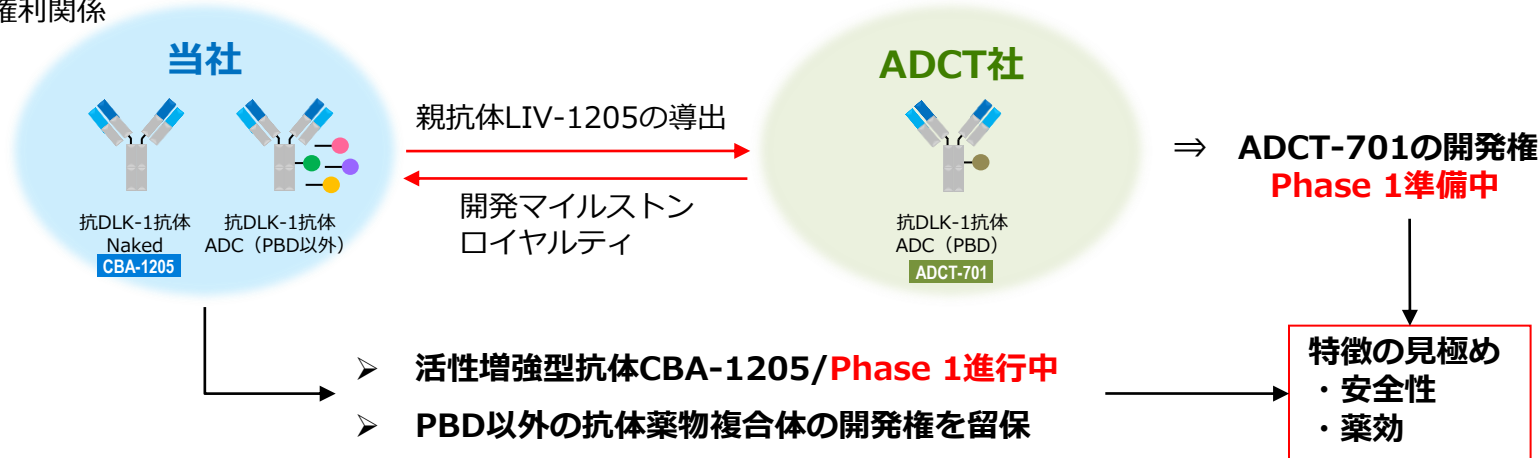 権利関係
当社
ADCT社
抗DLK-1抗体
Naked
CBA-1205
抗DLK-1抗体
ADC（PBD以外）
親抗体LIV-1205の導出
開発マイルストン
ロイヤルティ
抗DLK-1抗体
ADC（PBD）
ADCT-701
⇒ ADCT-701の開発権
Phase 1準備中
➢ 活性増強型抗体CBA-1205/Phase 1進行中
➢ PBD以外の抗体薬物複合体の開発権を留保
特徴の見極め
・安全性
・薬効